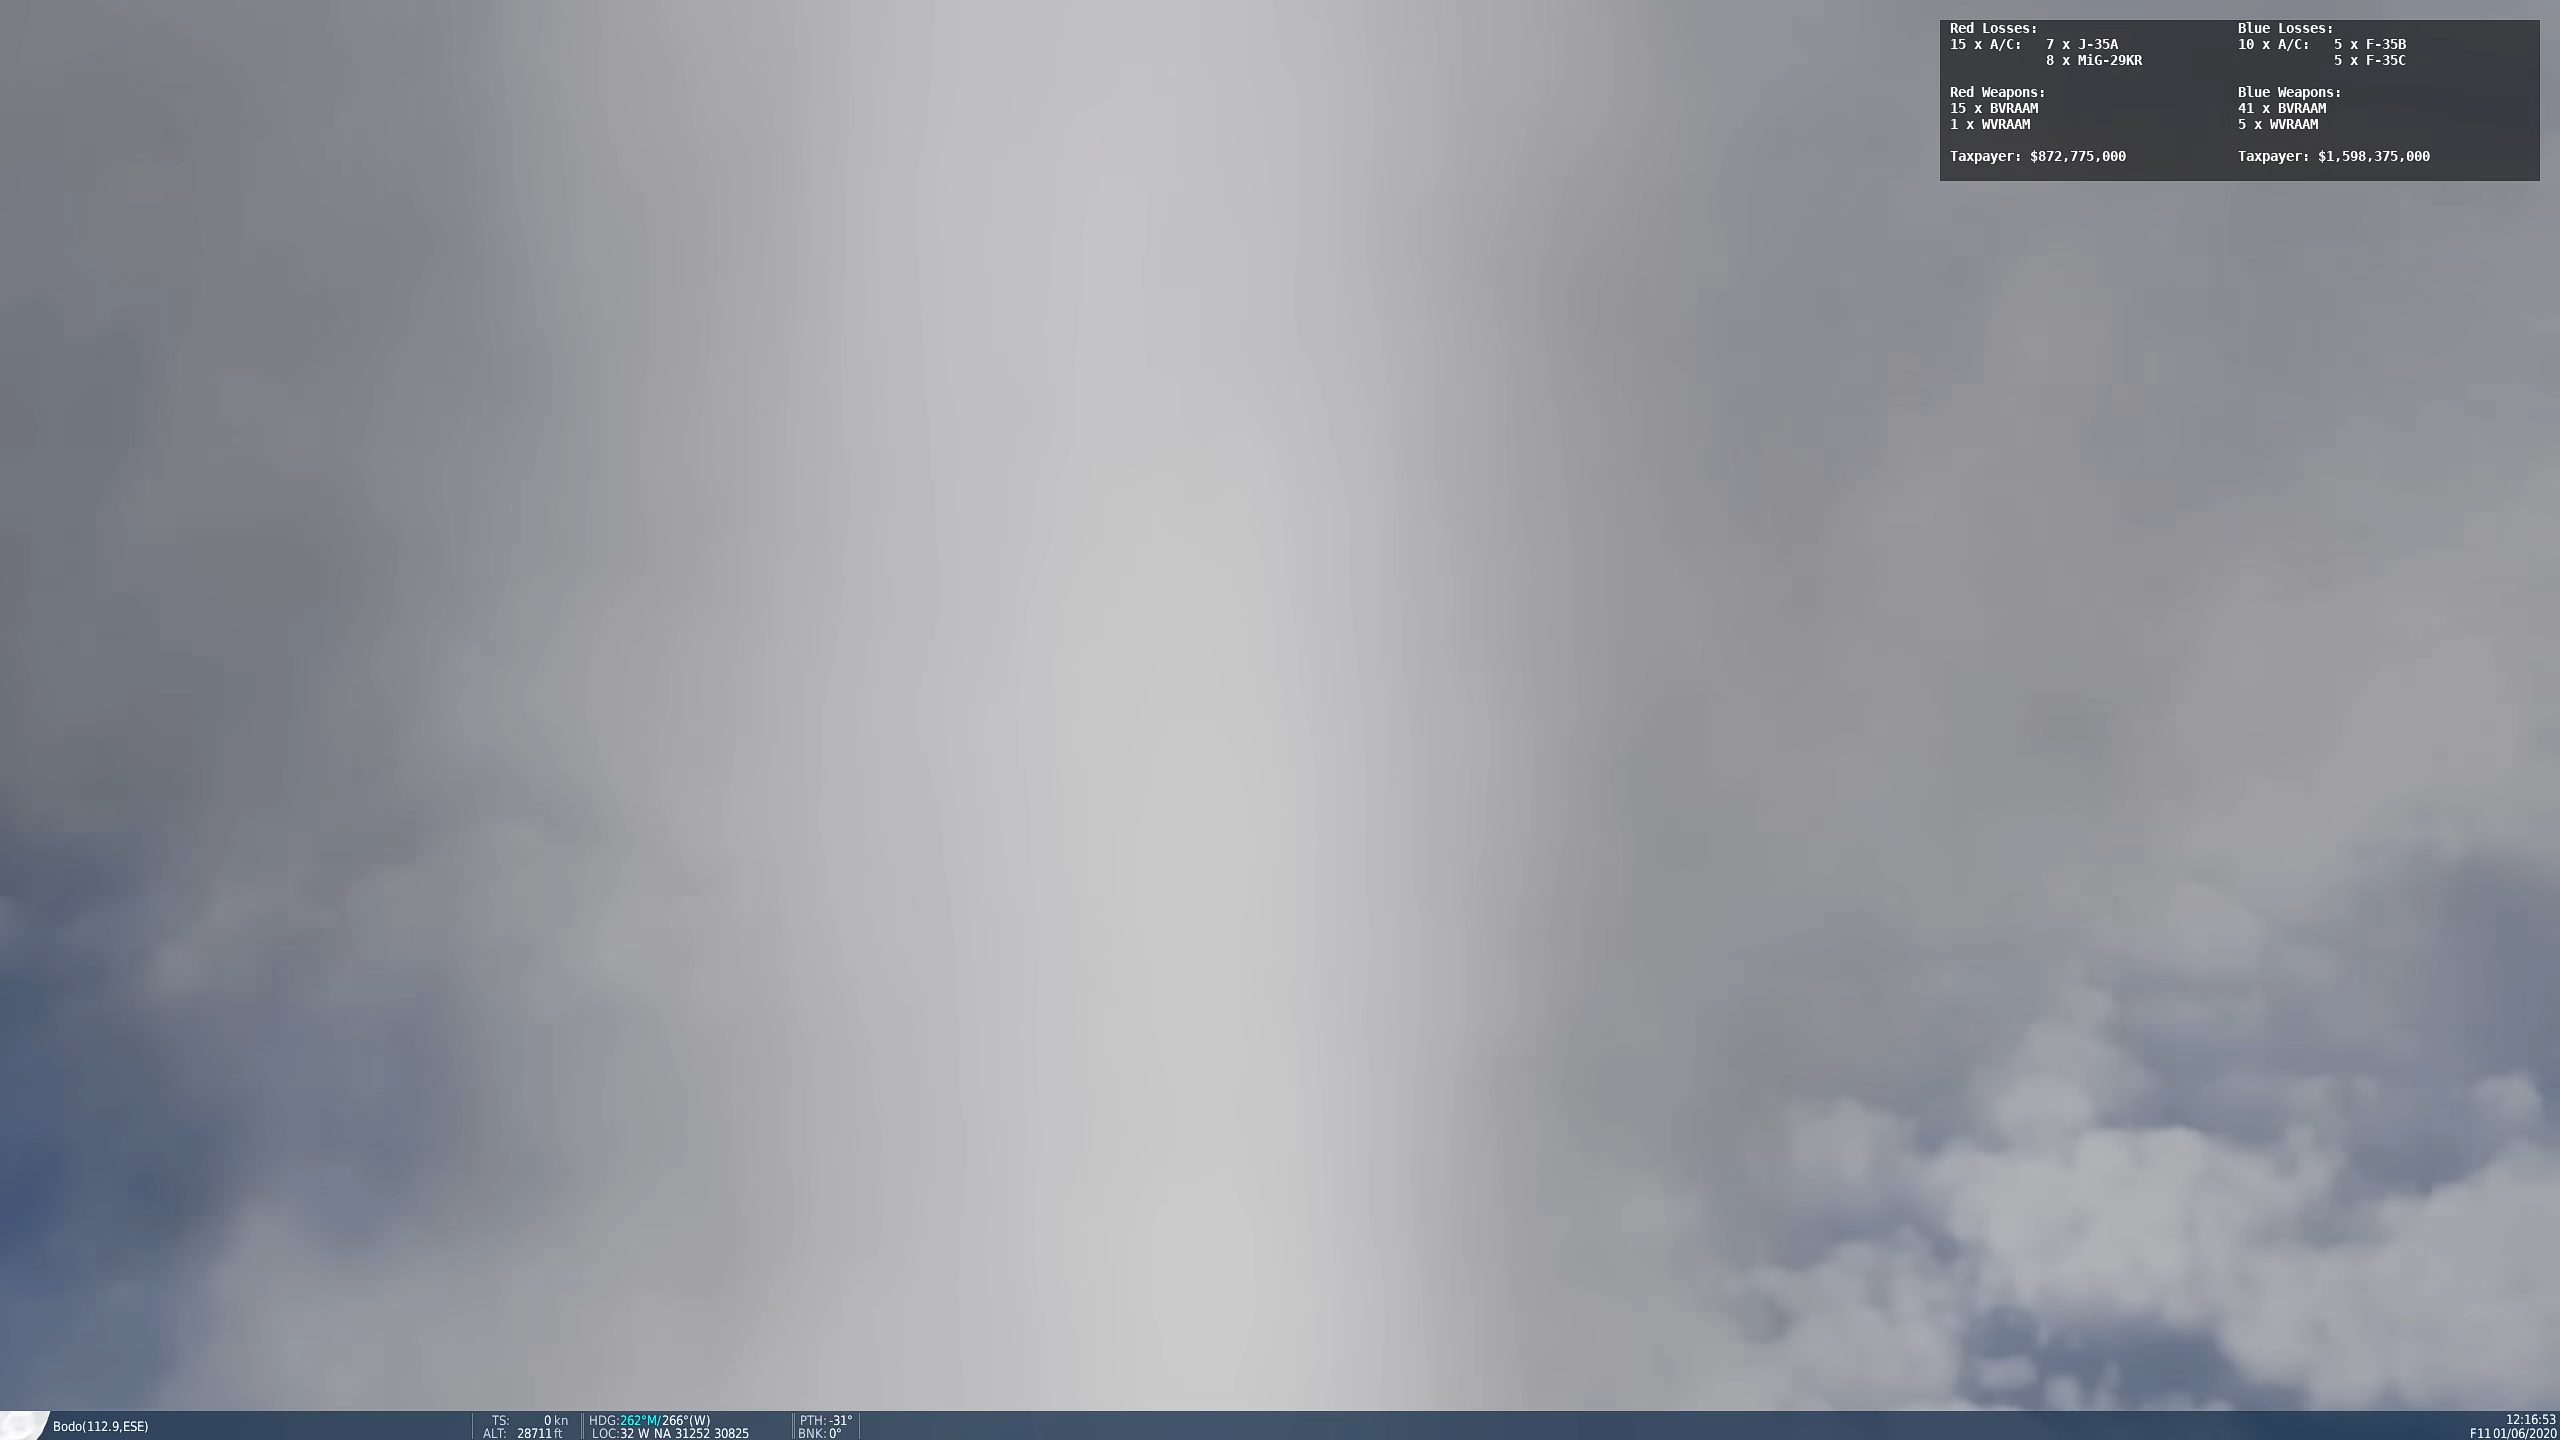 Red Losses:
15 x A/C: 7 x J-35A
8 x MiG-29KR
Red Weapons:
15 x BVRAAM
1 x WVRAAM
Taxpayer: $872,775,000
Blue Losses:
10 x A/C: 5 x F-35B
5 x F-35C
Blue Weapons:
41 x BVRAAM
5 x WVRAAM
Taxpayer: $1,598,375,000
Bodo(112.9,ESE)
TS: 0 kn
ALT: 28711 ft
HDG:262°M/266°(W)
LOC:32 W NA 31252 30825
PTH: -31°
BNK: 0°
12:16:53
F11 01/06/2020